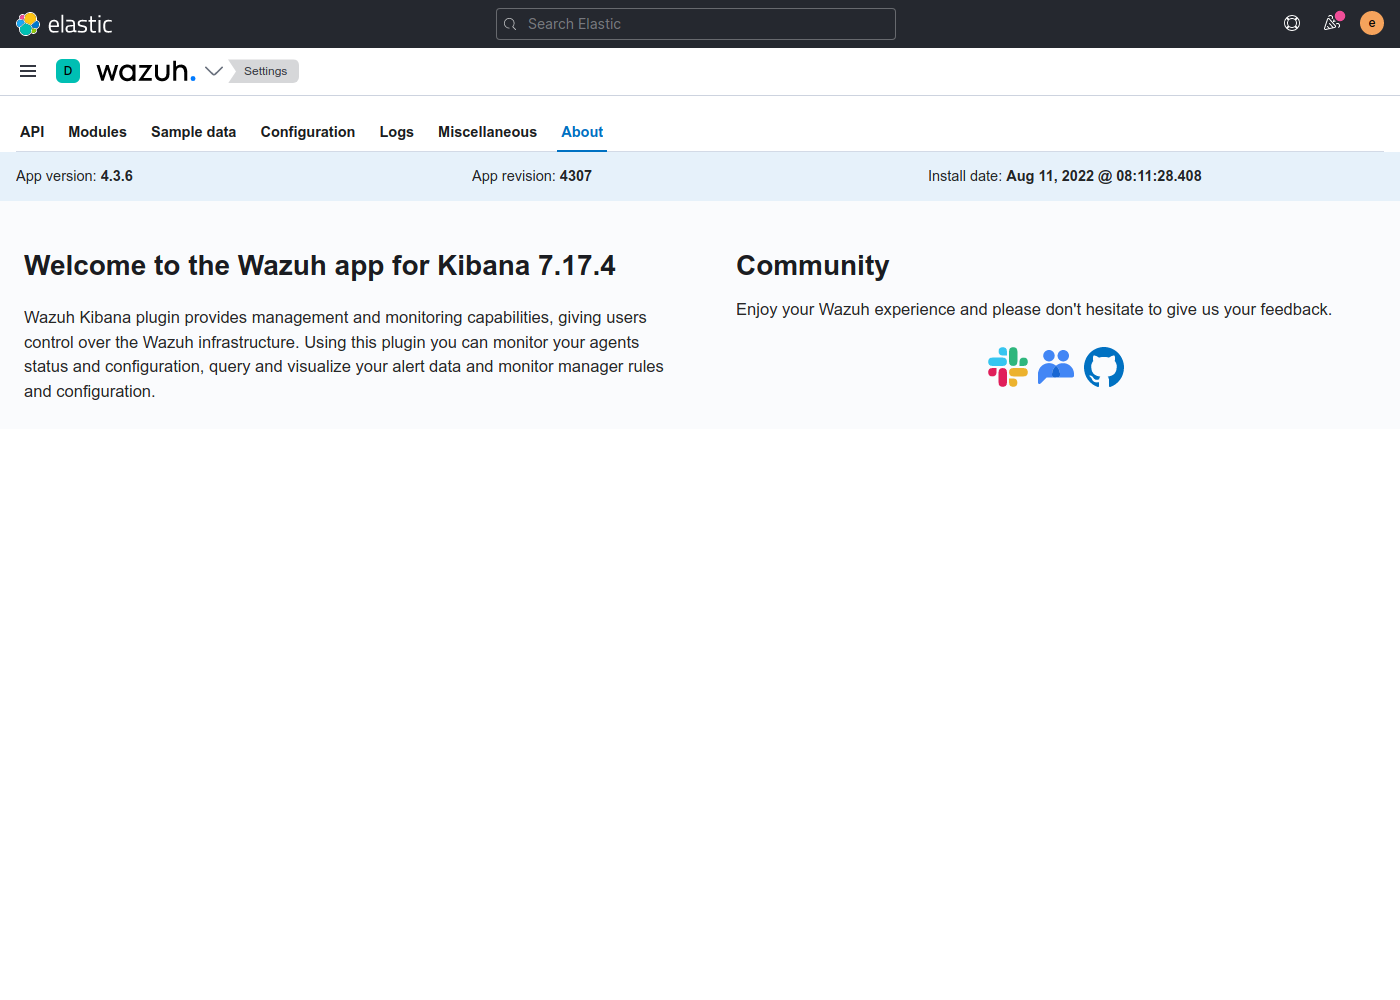 elastic
Search Elastic
e
D
wazuh.
Settings
API Modules Sample data Configuration Logs Miscellaneous About
App version: 4.3.6 App revision: 4307 Install date: Aug 11, 2022 @ 08:11:28.408
Welcome to the Wazuh app for Kibana 7.17.4
Wazuh Kibana plugin provides management and monitoring capabilities, giving users
control over the Wazuh infrastructure. Using this plugin you can monitor your agents
status and configuration, query and visualize your alert data and monitor manager rules
and configuration.
Community
Enjoy your Wazuh experience and please don't hesitate to give us your feedback.